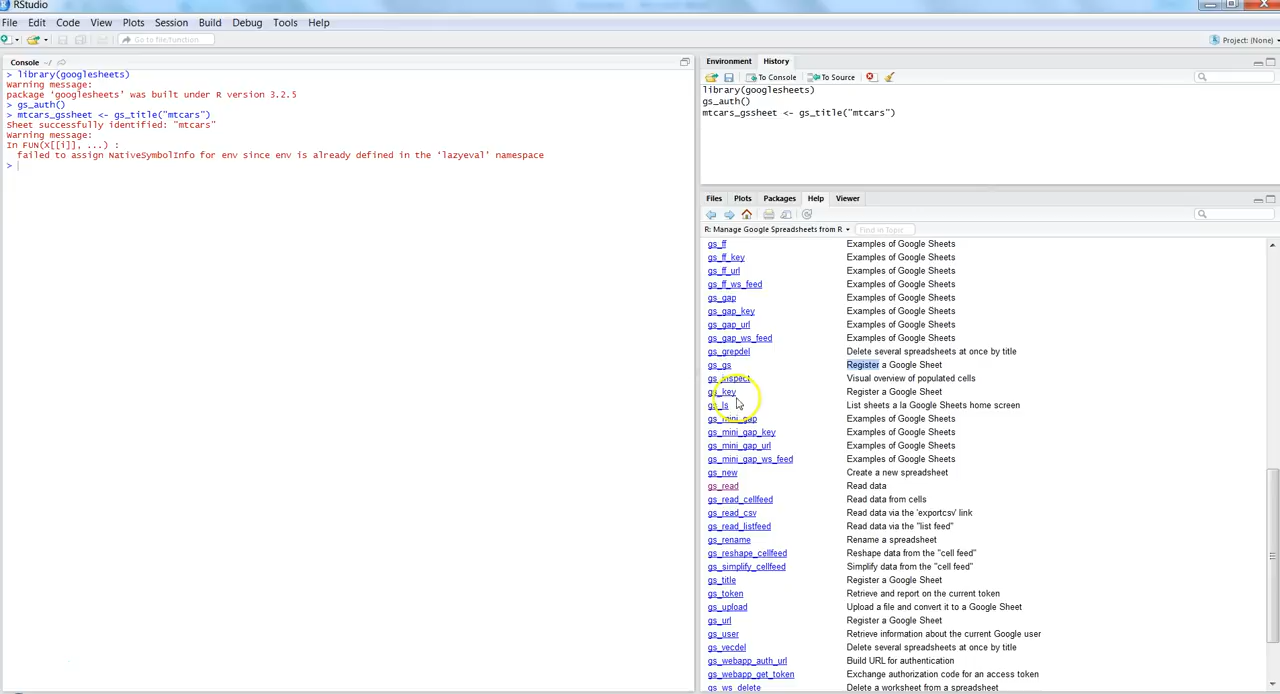 RStudio
File Edit Code View Plots Session Build Debug Tools Help
Go to file/function
Project: (None)
Console ~/
> library(googlesheets)
Warning message:
package 'googlesheets' was built under R version 3.2.5
> gs_auth()
> mtcars_gssheet <- gs_title("mtcars")
Sheet successfully identified: "mtcars"
Warning message:
In FUN(X[[i]], ...) :
failed to assign NativeSymbolInfo for env since env is already defined in the 'lazyeval' namespace
>
Environment History
To Console To Source
library(googlesheets)
gs_auth()
mtcars_gssheet <- gs_title("mtcars")
Files Plots Packages Help Viewer
R: Manage Google Spreadsheets from R Find in Topic
gs_ff Examples of Google Sheets
gs_ff_key Examples of Google Sheets
gs_ff_url Examples of Google Sheets
gs_ff_ws_feed Examples of Google Sheets
gs_gap Examples of Google Sheets
gs_gap_key Examples of Google Sheets
gs_gap_url Examples of Google Sheets
gs_gap_ws_feed Examples of Google Sheets
gs_grepdel Delete several spreadsheets at once by title
gs_gs Register a Google Sheet
gs_inspect Visual overview of populated cells
gs_key Register a Google Sheet
gs_ls List sheets a la Google Sheets home screen
gs_mini_gap Examples of Google Sheets
gs_mini_gap_key Examples of Google Sheets
gs_mini_gap_url Examples of Google Sheets
gs_mini_gap_ws_feed Examples of Google Sheets
gs_new Create a new spreadsheet
gs_read Read data
gs_read_cellfeed Read data from cells
gs_read_csv Read data via the 'exportcsv' link
gs_read_listfeed Read data via the "list feed"
gs_rename Rename a spreadsheet
gs_reshape_cellfeed Reshape data from the "cell feed"
gs_simplify_cellfeed Simplify data from the "cell feed"
gs_title Register a Google Sheet
gs_token Retrieve and report on the current token
gs_upload Upload a file and convert it to a Google Sheet
gs_url Register a Google Sheet
gs_user Retrieve information about the current Google user
gs_vecdel Delete several spreadsheets at once by title
gs_webapp_auth_url Build URL for authentication
gs_webapp_get_token Exchange authorization code for an access token
gs_ws_delete Delete a worksheet from a spreadsheet